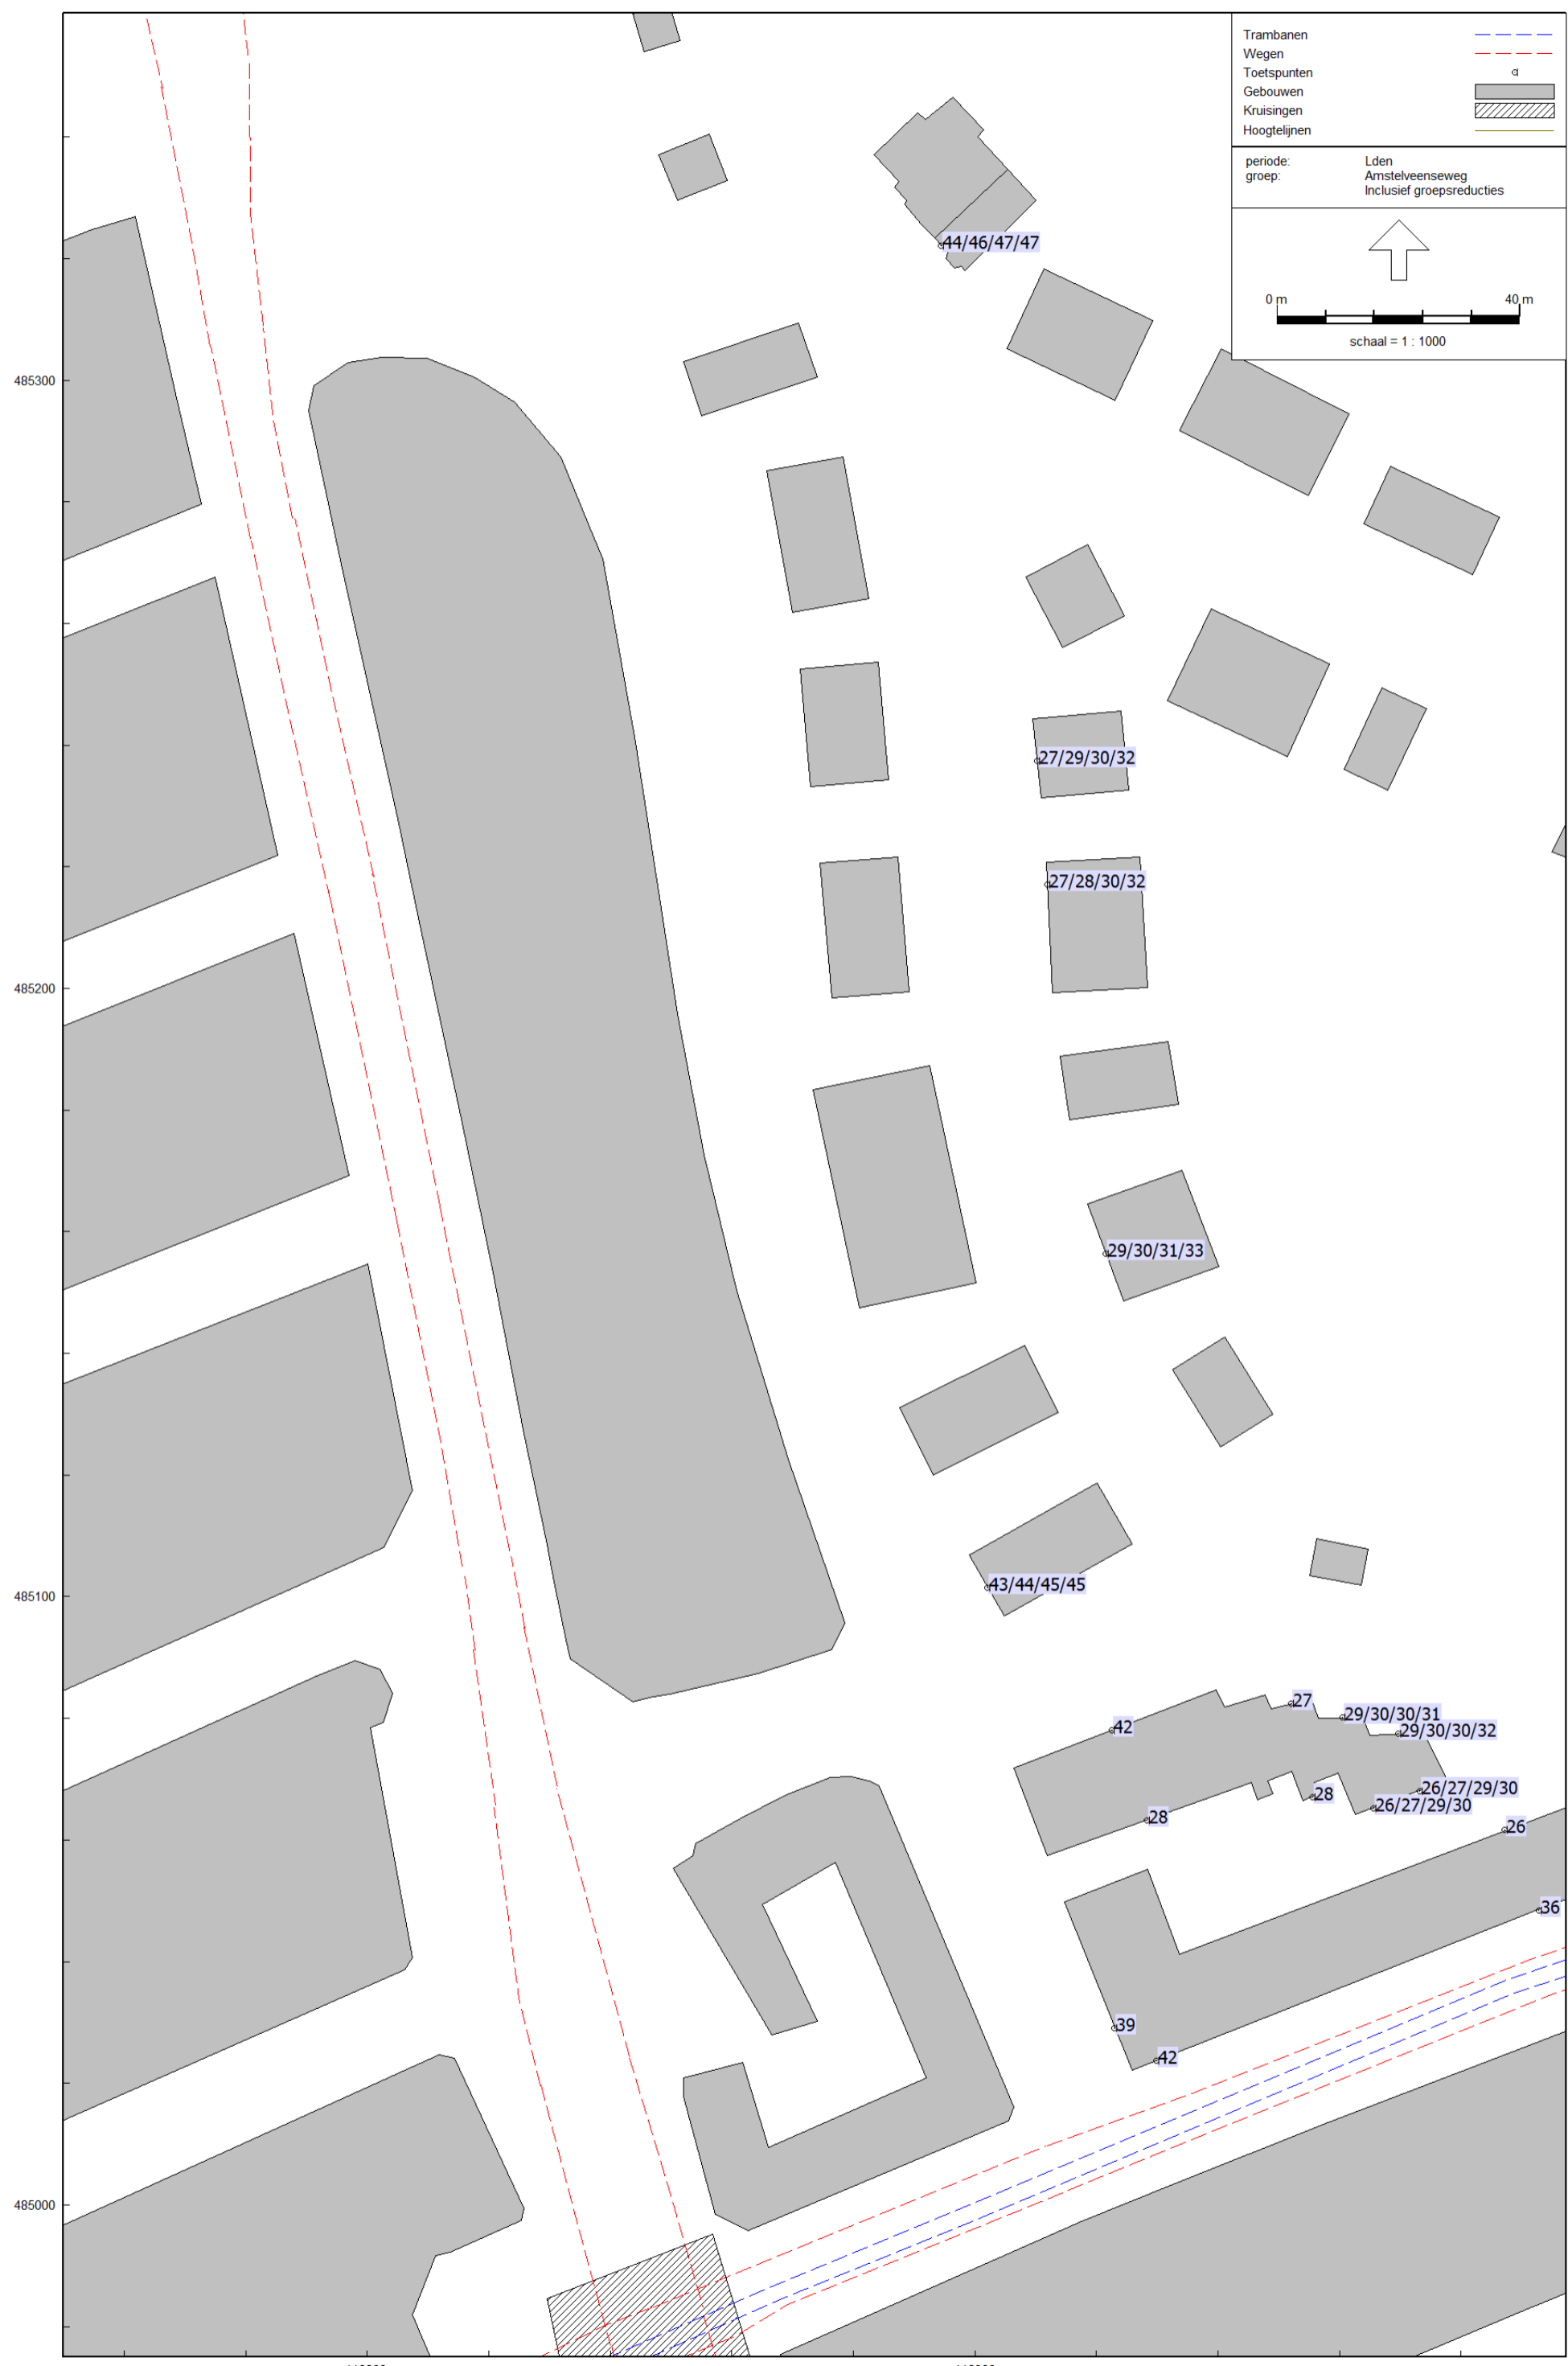 Trambanen
Wegen
Toetspunten
Gebouwen
Kruisingen
Hoogtelijnen
periode: Lden
groep: Amstelveenseweg
Inclusief groepsreducties
0 m 40 m
schaal = 1 : 1000
44/46/47/47
485300
27/29/30/32
27/28/30/32
485200
29/30/31/33
43/44/45/45
485100
27
29/30/30/31
42
29/30/30/32
26/27/29/30
28
26/27/29/30
28
26
36
39
42
485000